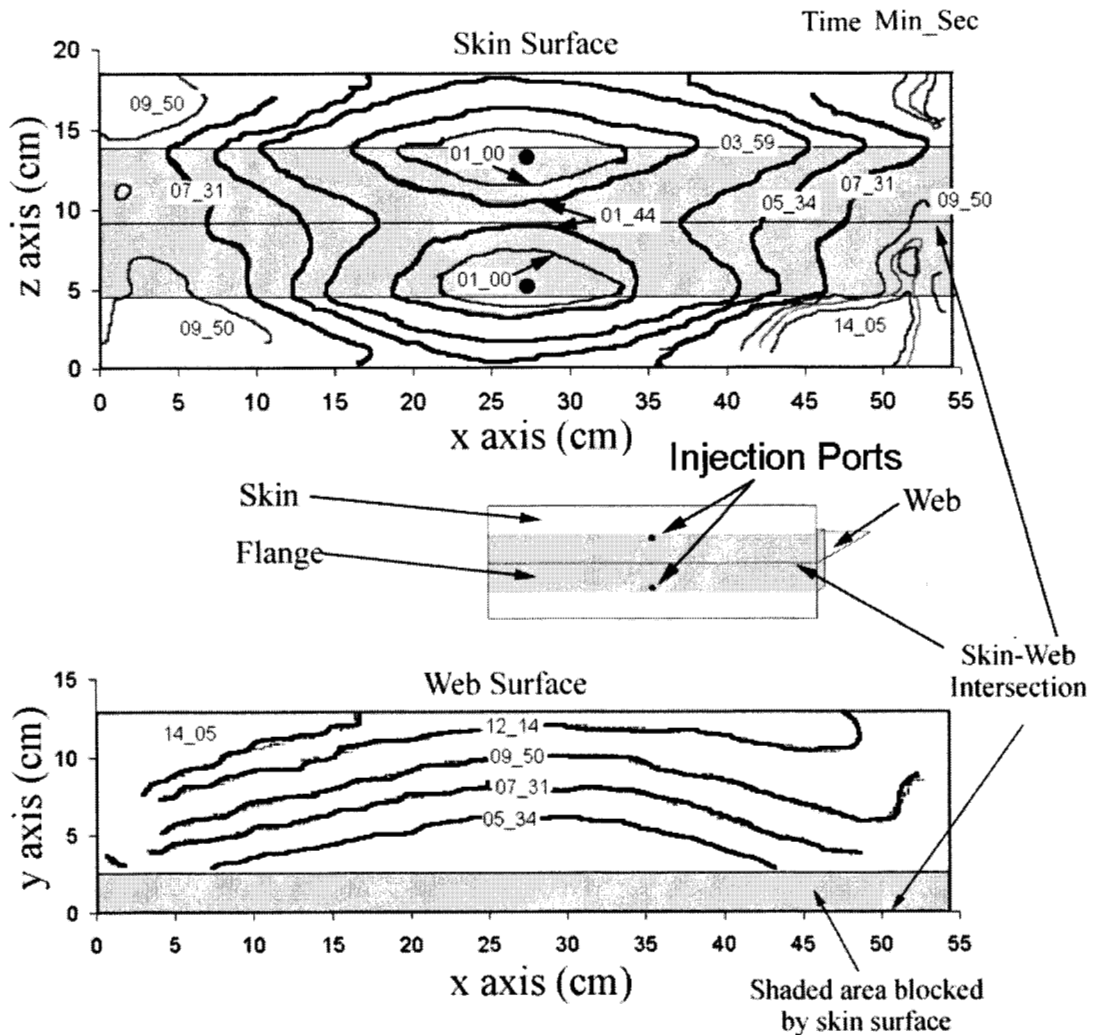 Time Min_Sec
Skin Surface
20
15
10
5
0
z axis (cm)
09_50
01_00
03_59
07_31
01_44
05_34
07_31
09_50
01_00
09_50
14_05
0 5 10 15 20 25 30 35 40 45 50 55
x axis (cm)
Injection Ports
Skin
Web
Flange
Skin-Web
Intersection
Web Surface
15
10
5
0
y axis (cm)
14_05
12_14
09_50
07_31
05_34
0 5 10 15 20 25 30 35 40 45 50 55
x axis (cm)
Shaded area blocked
by skin surface